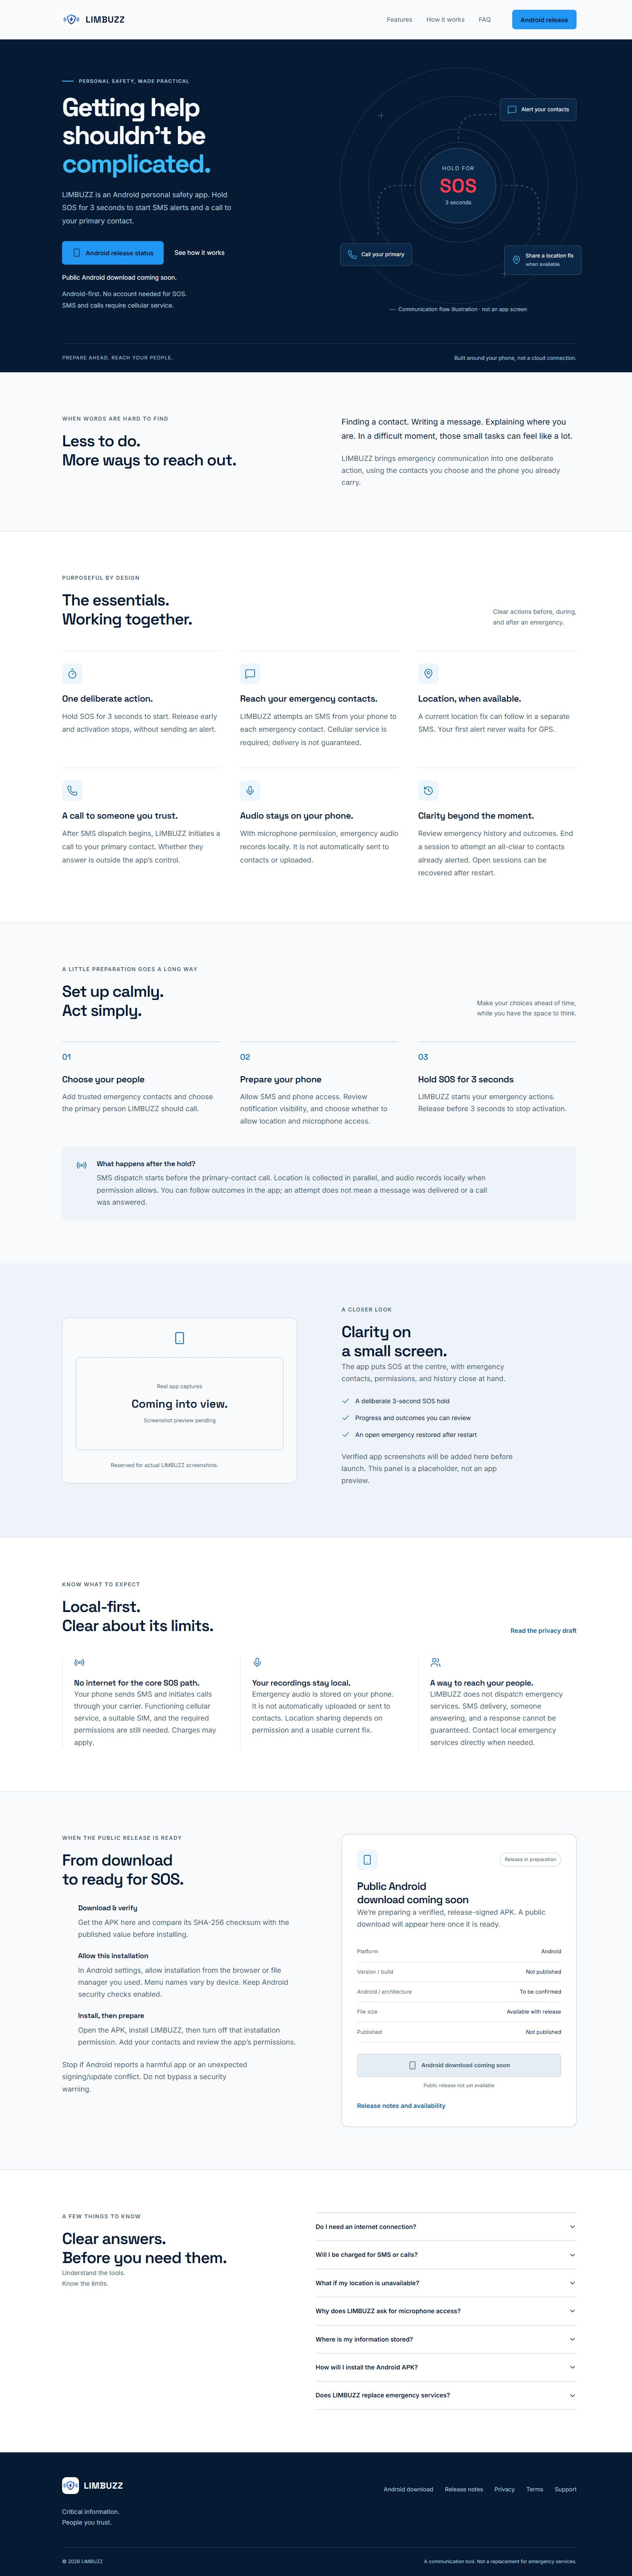 LIMBUZZ
Features
How it works
FAQ
Android release
PERSONAL SAFETY, MADE PRACTICAL
Getting help
shouldn't be
complicated.
LIMBUZZ is an Android personal safety app. Hold
SOS for 3 seconds to start SMS alerts and a call to
your primary contact.
Android release status
See how it works
Public Android download coming soon.
Android-first. No account needed for SOS.
SMS and calls require cellular service.
Alert your contacts
HOLD FOR
SOS
3 seconds
Call your primary
Share a location fix
when available
Communication flow illustration · not an app screen
PREPARE AHEAD. REACH YOUR PEOPLE.
Built around your phone, not a cloud connection.
WHEN WORDS ARE HARD TO FIND
Less to do.
More ways to reach out.
Finding a contact. Writing a message. Explaining where you
are. In a difficult moment, those small tasks can feel like a lot.
LIMBUZZ brings emergency communication into one deliberate
action, using the contacts you choose and the phone you already
carry.
PURPOSEFUL BY DESIGN
The essentials.
Working together.
Clear actions before, during,
and after an emergency.
One deliberate action.
Hold SOS for 3 seconds to start. Release early
and activation stops, without sending an alert.
Reach your emergency contacts.
LIMBUZZ attempts an SMS from your phone to
each emergency contact. Cellular service is
required; delivery is not guaranteed.
Location, when available.
A current location fix can follow in a separate
SMS. Your first alert never waits for GPS.
A call to someone you trust.
After SMS dispatch begins, LIMBUZZ initiates a
call to your primary contact. Whether they
answer is outside the app's control.
Audio stays on your phone.
With microphone permission, emergency audio
records locally. It is not automatically sent to
contacts or uploaded.
Clarity beyond the moment.
Review emergency history and outcomes. End
a session to attempt an all-clear to contacts
already alerted. Open sessions can be
recovered after restart.
A LITTLE PREPARATION GOES A LONG WAY
Set up calmly.
Act simply.
Make your choices ahead of time,
while you have the space to think.
01
Choose your people
Add trusted emergency contacts and choose
the primary person LIMBUZZ should call.
02
Prepare your phone
Allow SMS and phone access. Review
notification visibility, and choose whether to
allow location and microphone access.
03
Hold SOS for 3 seconds
LIMBUZZ starts your emergency actions.
Release before 3 seconds to stop activation.
What happens after the hold?
SMS dispatch starts before the primary-contact call. Location is collected in parallel, and audio records locally when
permission allows. You can follow outcomes in the app; an attempt does not mean a message was delivered or a call
was answered.
Real app captures
Coming into view.
Screenshot preview pending
Reserved for actual LIMBUZZ screenshots.
A CLOSER LOOK
Clarity on
a small screen.
The app puts SOS at the centre, with emergency
contacts, permissions, and history close at hand.
A deliberate 3-second SOS hold
Progress and outcomes you can review
An open emergency restored after restart
Verified app screenshots will be added here before
launch. This panel is a placeholder, not an app
preview.
KNOW WHAT TO EXPECT
Local-first.
Clear about its limits.
Read the privacy draft
No internet for the core SOS path.
Your phone sends SMS and initiates calls
through your carrier. Functioning cellular
service, a suitable SIM, and the required
permissions are still needed. Charges may
apply.
Your recordings stay local.
Emergency audio is stored on your phone.
It is not automatically uploaded or sent to
contacts. Location sharing depends on
permission and a usable current fix.
A way to reach your people.
LIMBUZZ does not dispatch emergency
services. SMS delivery, someone
answering, and a response cannot be
guaranteed. Contact local emergency
services directly when needed.
WHEN THE PUBLIC RELEASE IS READY
From download
to ready for SOS.
Download & verify
Get the APK here and compare its SHA-256 checksum with the
published value before installing.
Allow this installation
In Android settings, allow installation from the browser or file
manager you used. Menu names vary by device. Keep Android
security checks enabled.
Install, then prepare
Open the APK, install LIMBUZZ, then turn off that installation
permission. Add your contacts and review the app's permissions.
Stop if Android reports a harmful app or an unexpected
signing/update conflict. Do not bypass a security
warning.
Release in preparation
Public Android
download coming soon
We're preparing a verified, release-signed APK. A public
download will appear here once it is ready.
Platform
Android
Version / build
Not published
Android / architecture
To be confirmed
File size
Available with release
Published
Not published
Android download coming soon
Public release not yet available
Release notes and availability
A FEW THINGS TO KNOW
Clear answers.
Before you need them.
Understand the tools.
Know the limits.
Do I need an internet connection?
Will I be charged for SMS or calls?
What if my location is unavailable?
Why does LIMBUZZ ask for microphone access?
Where is my information stored?
How will I install the Android APK?
Does LIMBUZZ replace emergency services?
LIMBUZZ
Critical information.
People you trust.
Android download
Release notes
Privacy
Terms
Support
© 2026 LIMBUZZ
A communication tool. Not a replacement for emergency services.